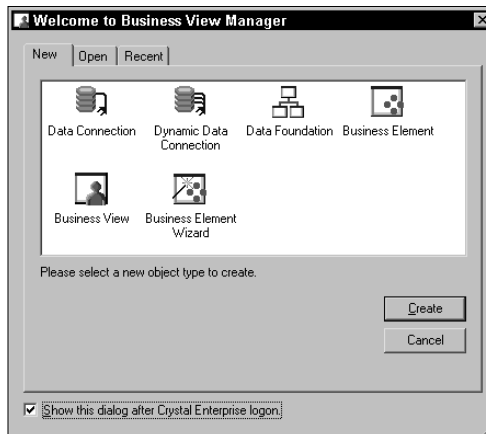 Welcome to Business View Manager
New Open Recent
Data Connection
Dynamic Data
Connection
Data Foundation
Business Element
Business View
Business Element
Wizard
Please select a new object type to create.
Create
Cancel
Show this dialog after Crystal Enterprise logon.